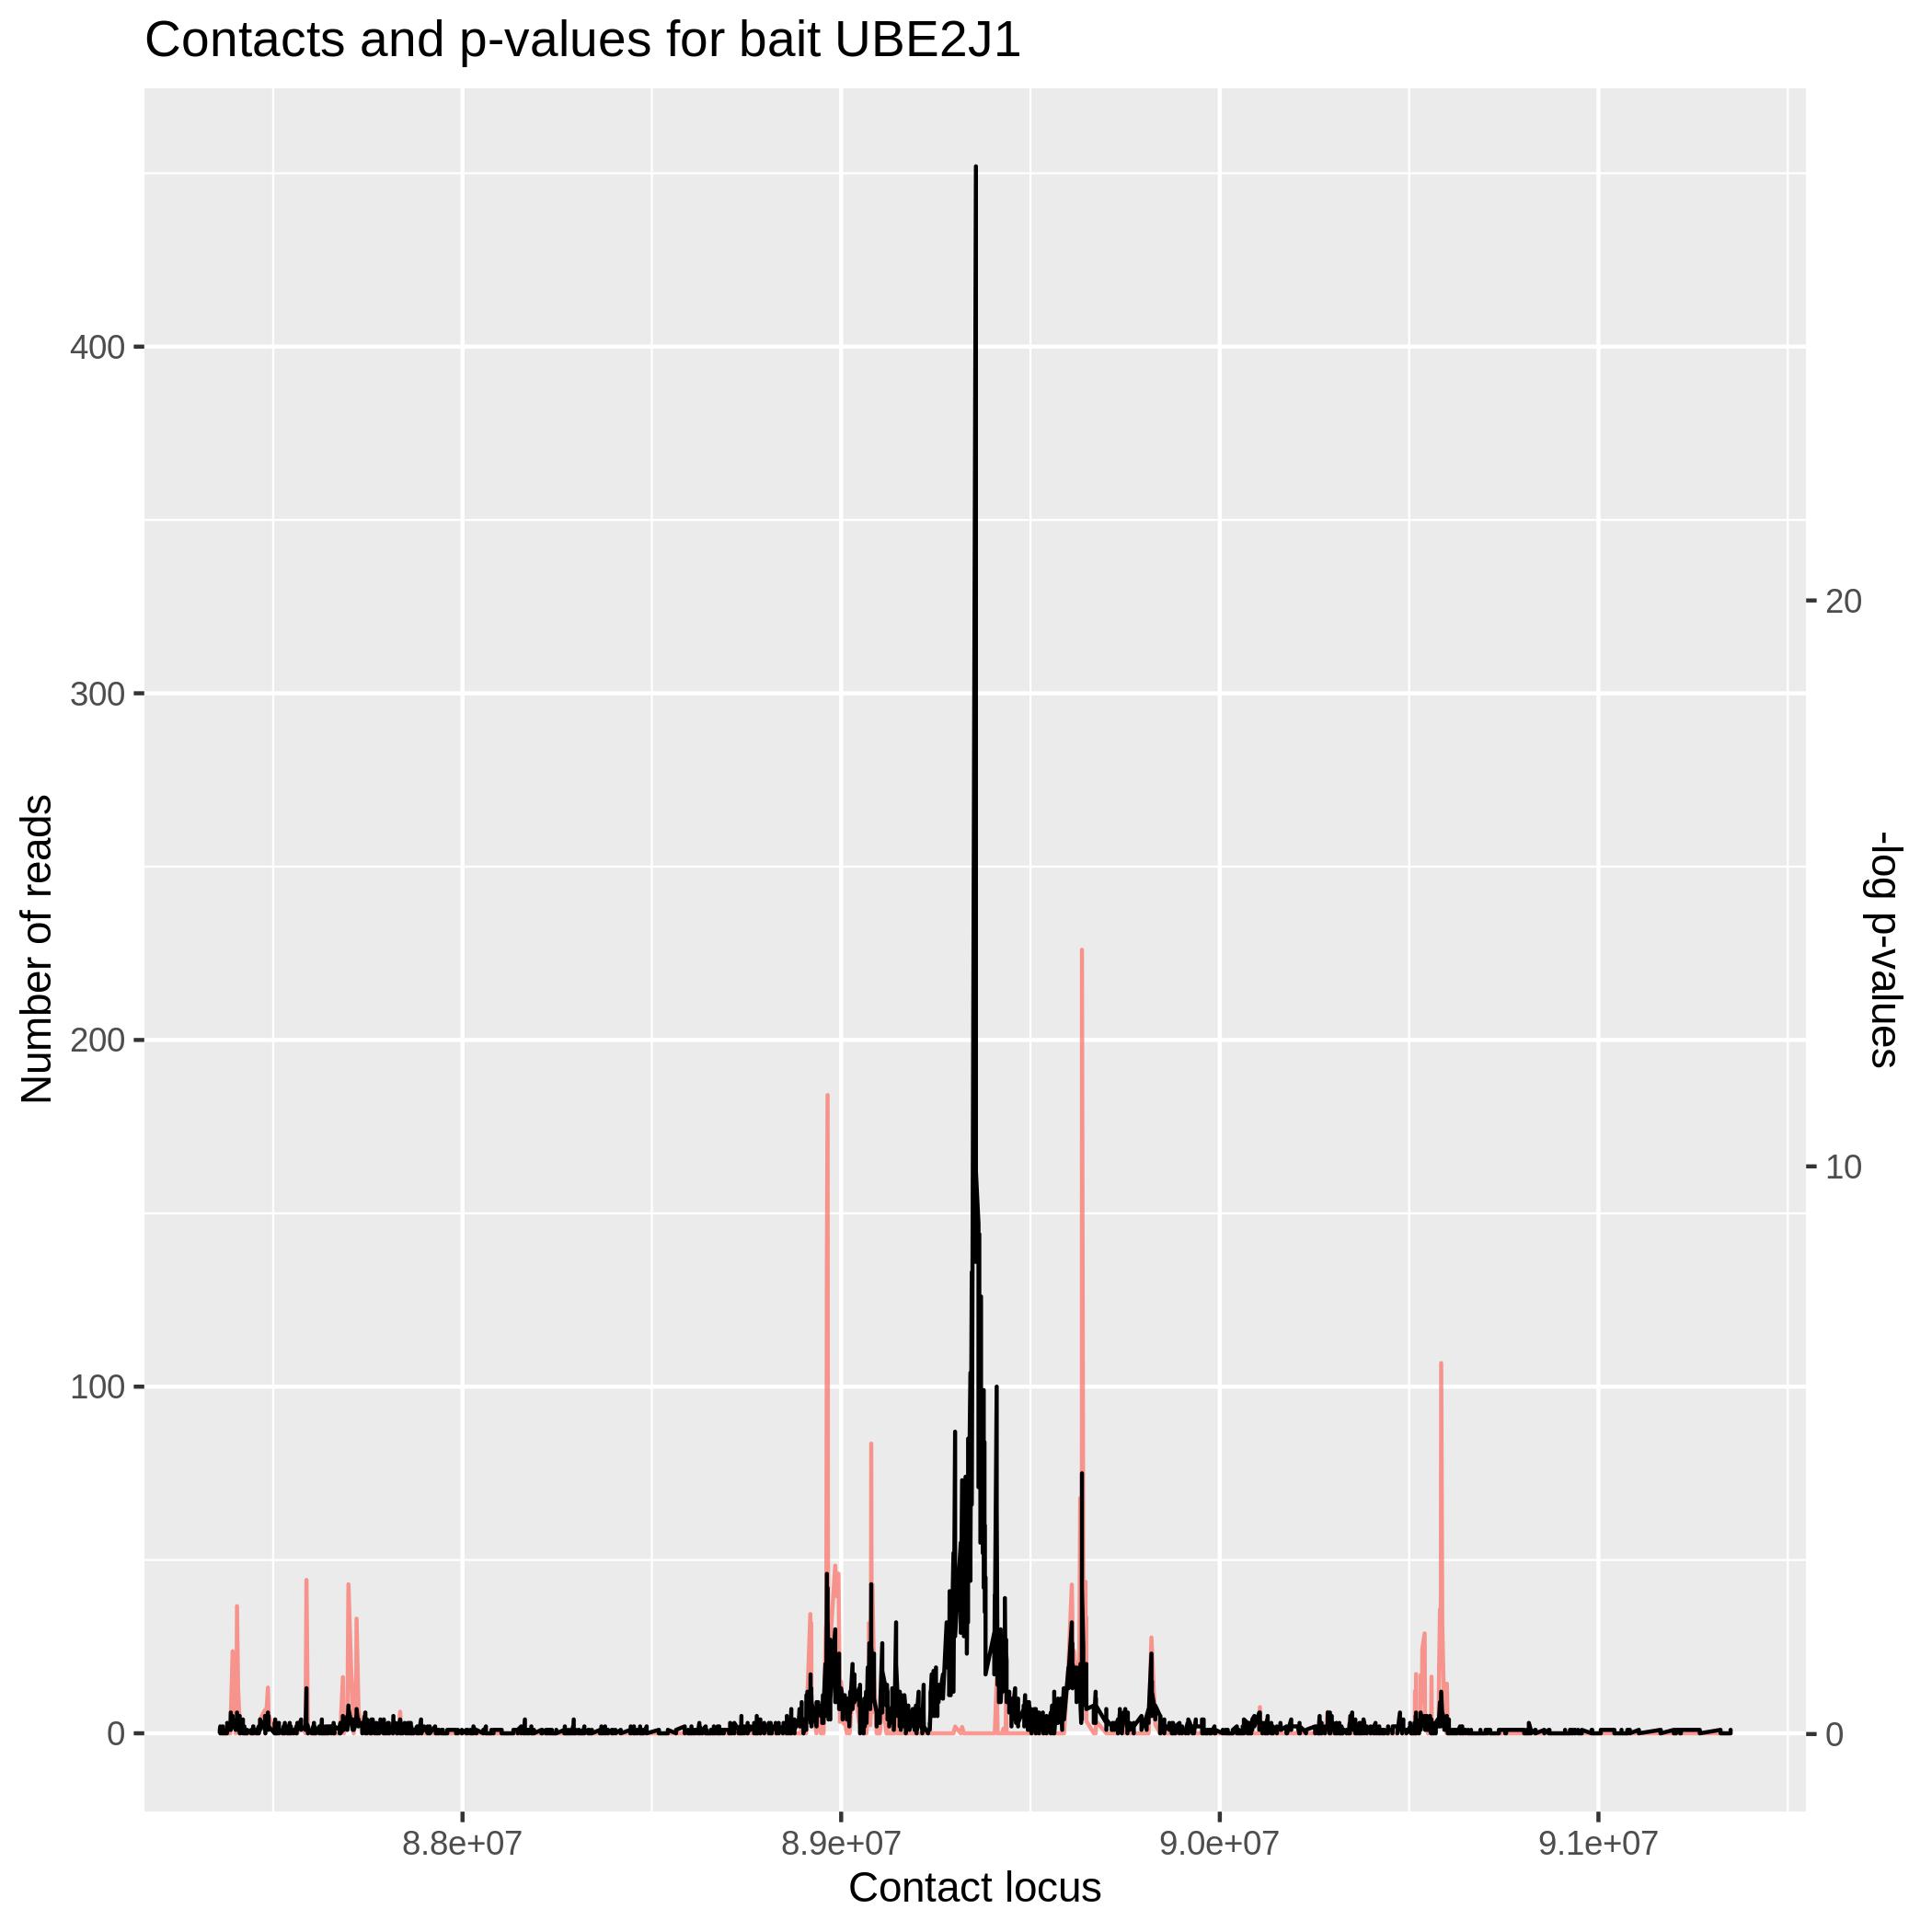 Contacts and p-values for bait UBE2J1
Number of reads
400
300
200
100
0
20
10
0
-log p-values
8.8e+07
8.9e+07
9.0e+07
9.1e+07
Contact locus